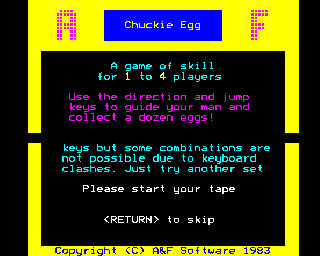 A F
Chuckie Egg
A game of skill
for 1 to 4 players
Use the direction and jump
keys to guide your man and
collect a dozen eggs!
keys but some combinations are
not possible due to keyboard
clashes. Just try another set
Please start your tape
<RETURN> to skip
Copyright (C) A&F Software 1983